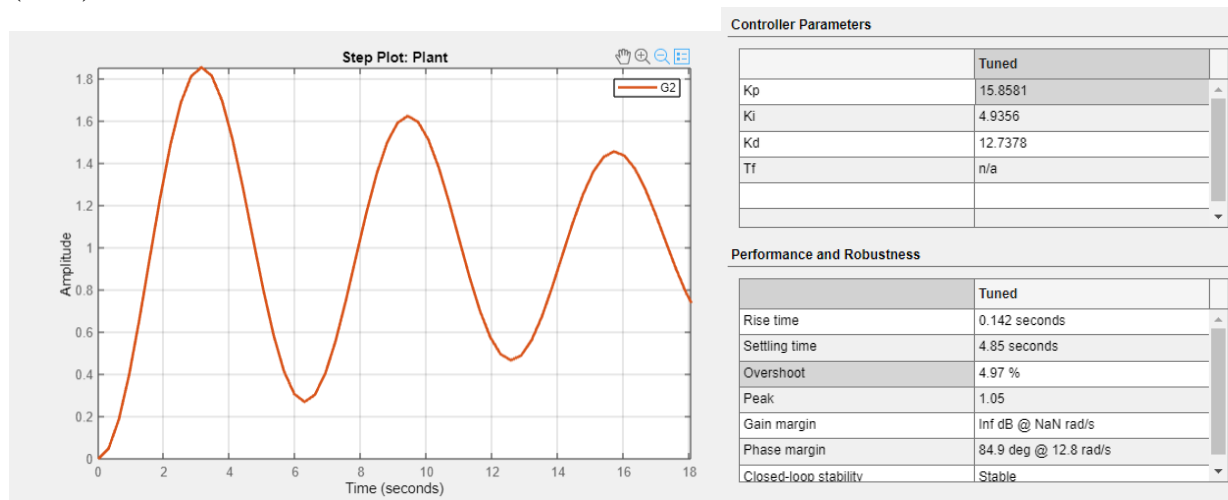 Step Plot: Plant
G2
1.8
1.6
1.4
1.2
1
0.8
0.6
0.4
0.2
0
Amplitude
0 2 4 6 8 10 12 14 16 18
Time (seconds)
Controller Parameters
Tuned
Kp 15.8581
Ki 4.9356
Kd 12.7378
Tf n/a
Performance and Robustness
Tuned
Rise time 0.142 seconds
Settling time 4.85 seconds
Overshoot 4.97 %
Peak 1.05
Gain margin Inf dB @ NaN rad/s
Phase margin 84.9 deg @ 12.8 rad/s
Closed-loop stability Stable